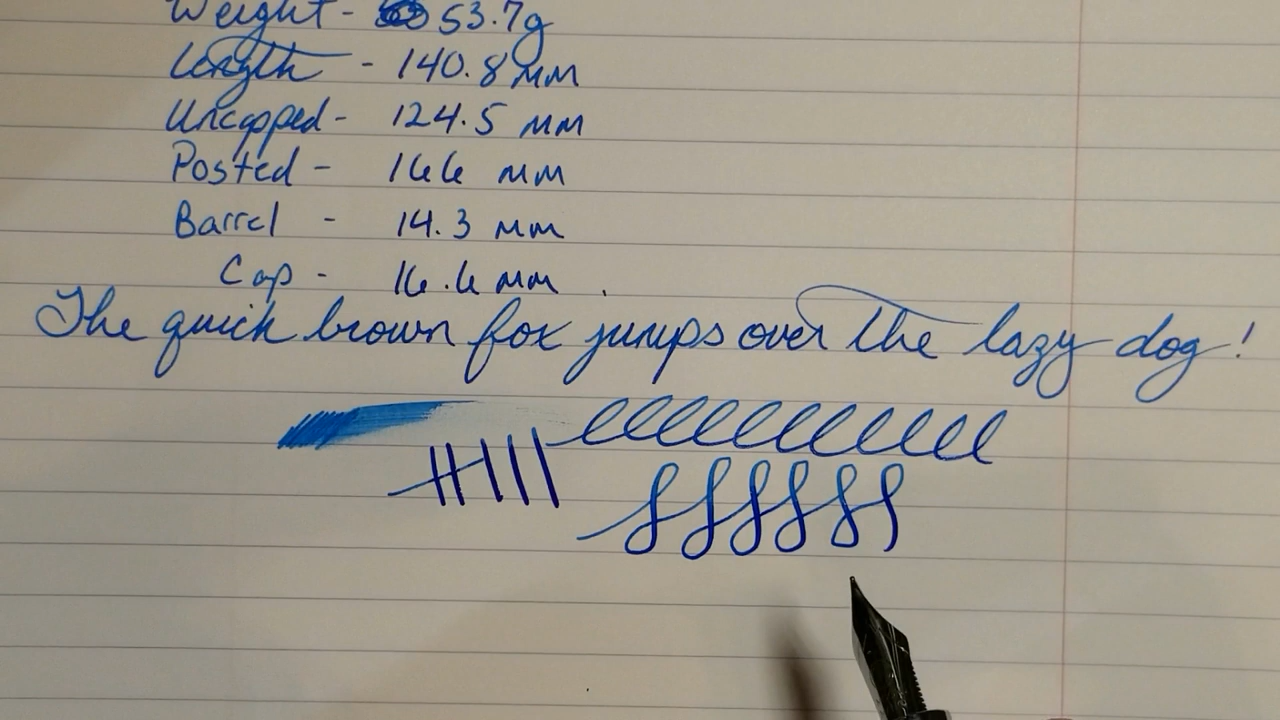 Weight - 53.7g
Length - 140.8 mm
Uncapped - 124.5 mm
Posted - 166 mm
Barrel - 14.3 mm
Cap - 16.6 mm .
The quick brown fox jumps over the lazy dog!